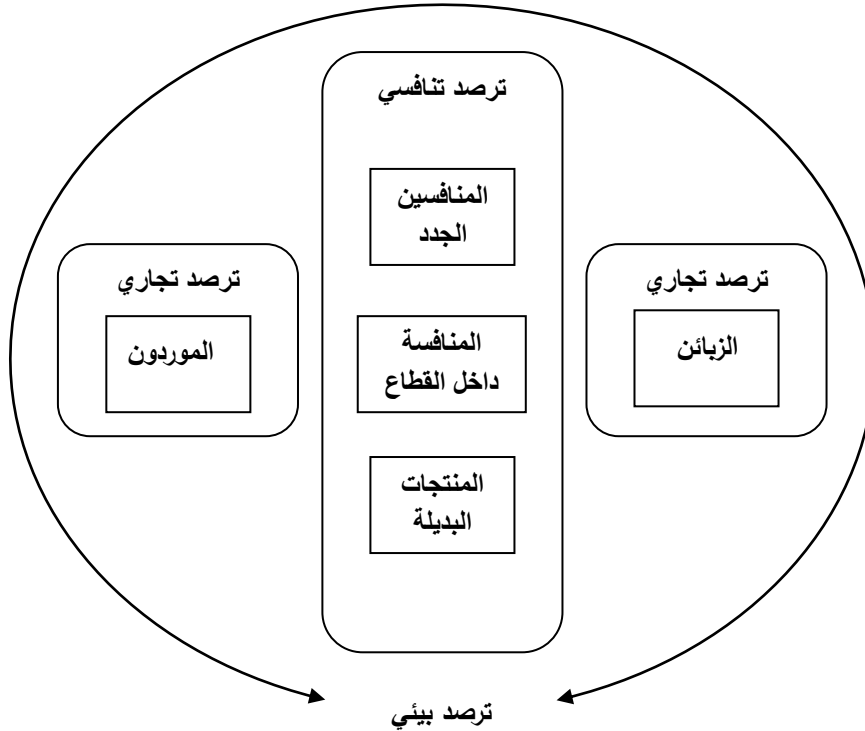 ترصد تنافسي
المنافسين
الجدد
ترصد تجاري
الزبائن
المنافسة
داخل القطاع
ترصد تجاري
الموردون
المنتجات
البديلة
ترصد بيئي